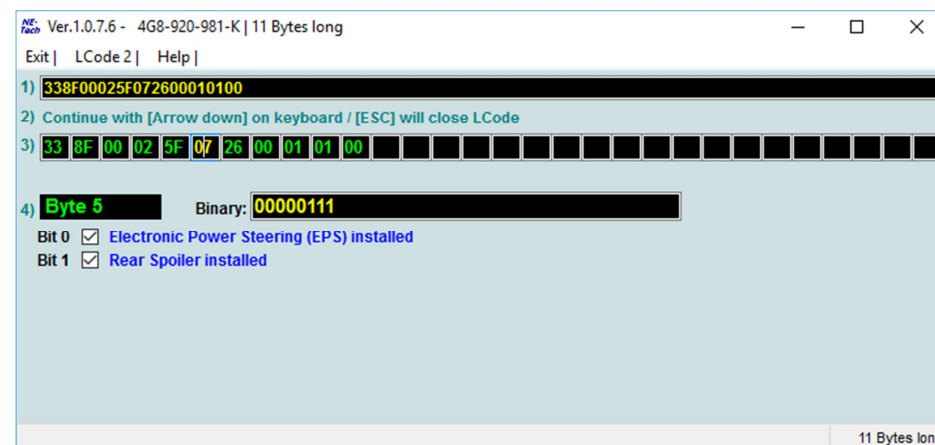 NE-Tech Ver.1.0.7.6 - 4G8-920-981-K | 11 Bytes long
Exit | LCode 2 | Help |
1) 338F00025F072600010100
2) Continue with [Arrow down] on keyboard / [ESC] will close LCode
3) 33 8F 00 02 5F 07 26 00 01 01 00
4) Byte 5 Binary: 00000111
Bit 0 Electronic Power Steering (EPS) installed
Bit 1 Rear Spoiler installed
11 Bytes lon